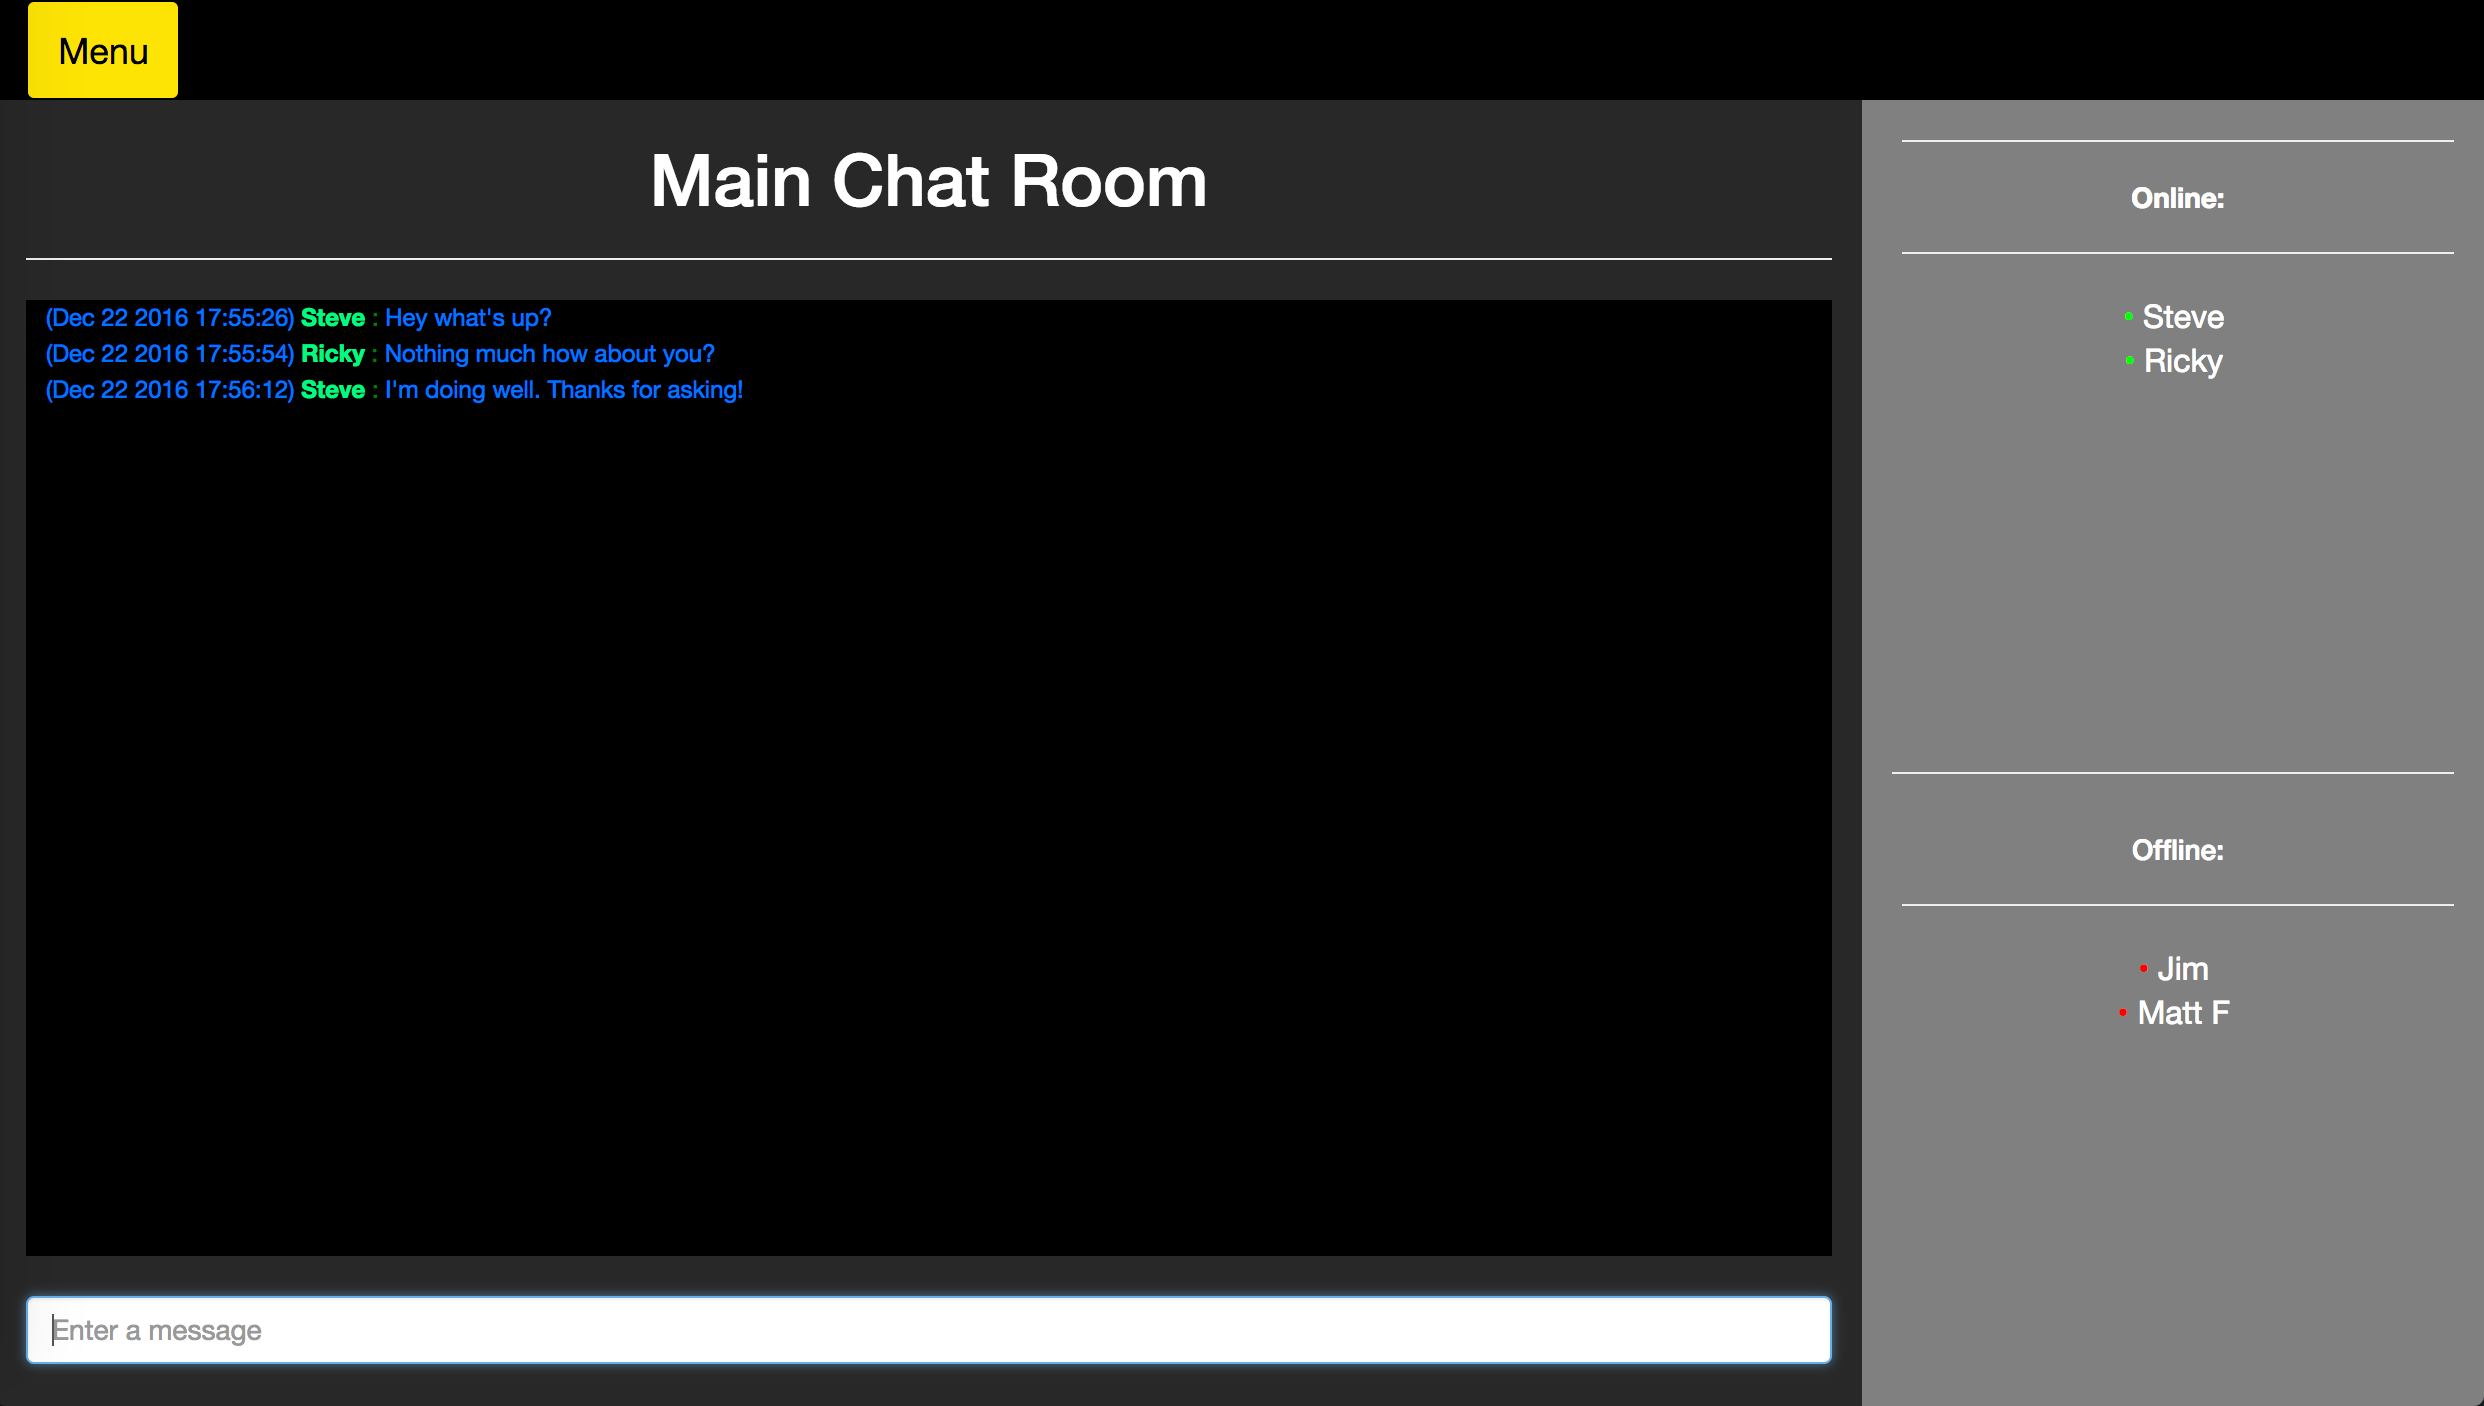 Menu
Main Chat Room
(Dec 22 2016 17:55:26) Steve : Hey what's up?
(Dec 22 2016 17:55:54) Ricky : Nothing much how about you?
(Dec 22 2016 17:56:12) Steve : I'm doing well. Thanks for asking!
Enter a message
Online:
• Steve
• Ricky
Offline:
• Jim
• Matt F